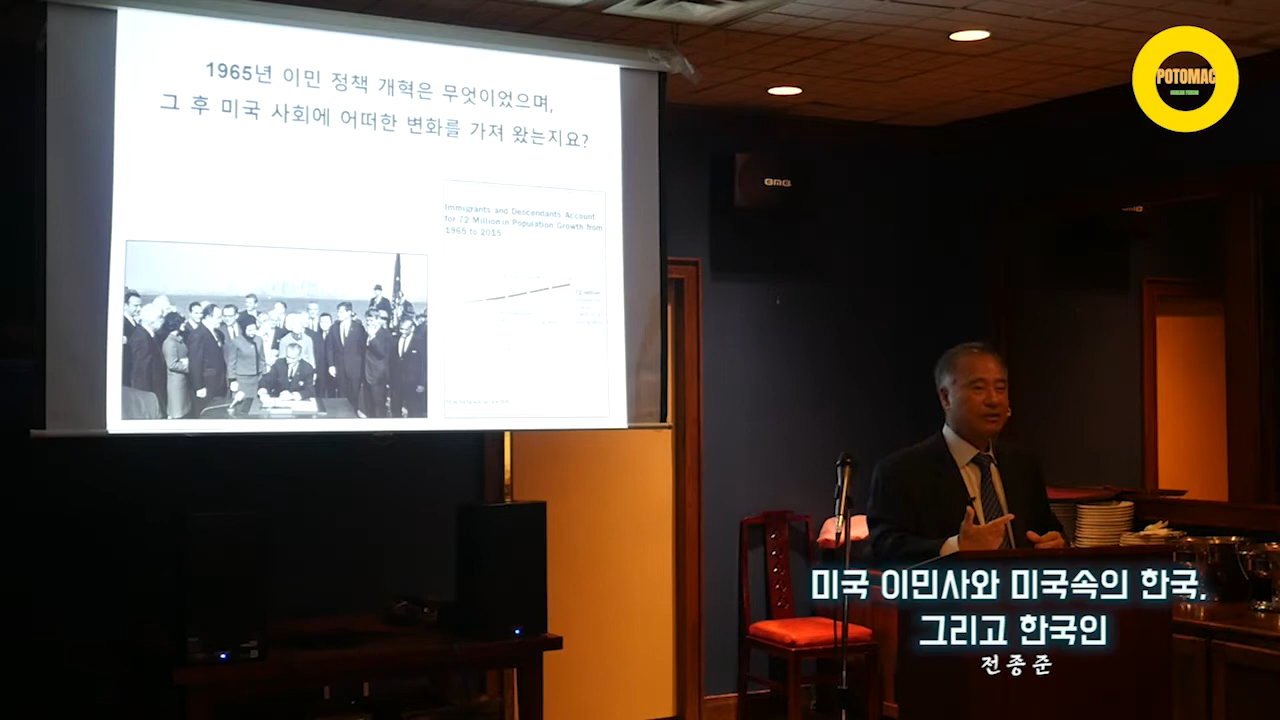 1965년 이민 정책 개혁은 무엇이었으며,
그 후 미국 사회에 어떠한 변화를 가져 왔는지요?
Immigrants and Descendants Account
for 72 Million in Population Growth from
1965 to 2015
POTOMAC
KOREAN FORUM
BMB
미국 이민사와 미국속의 한국,
그리고 한국인
전종준